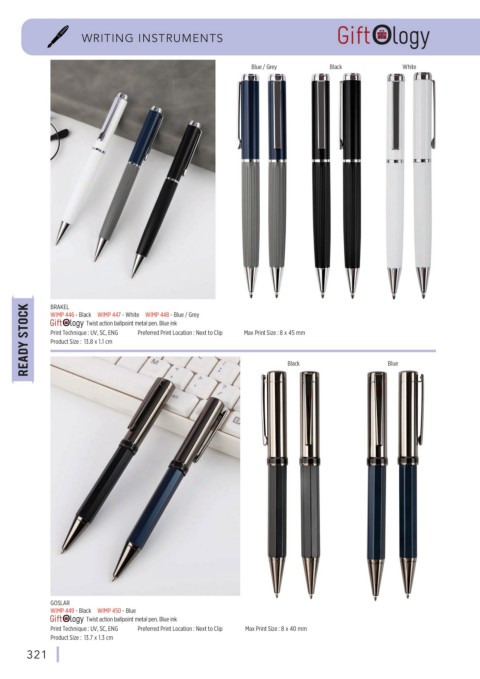 WRITING INSTRUMENTS
GiftOlogy
Blue / Grey Black White
READY STOCK
BRAKEL
WIMP 446 - Black WIMP 447 - White WIMP 448 - Blue / Grey
GiftOlogy Twist action ballpoint metal pen, Blue ink
Print Technique : UV, SC, ENG Preferred Print Location : Next to Clip Max Print Size : 8 x 45 mm
Product Size : 13.8 x 1.1 cm
Black Blue
GOSLAR
WIMP 449 - Black WIMP 450 - Blue
GiftOlogy Twist action ballpoint metal pen, Blue ink
Print Technique : UV, SC, ENG Preferred Print Location : Next to Clip Max Print Size : 8 x 40 mm
Product Size : 13.7 x 1.3 cm
321